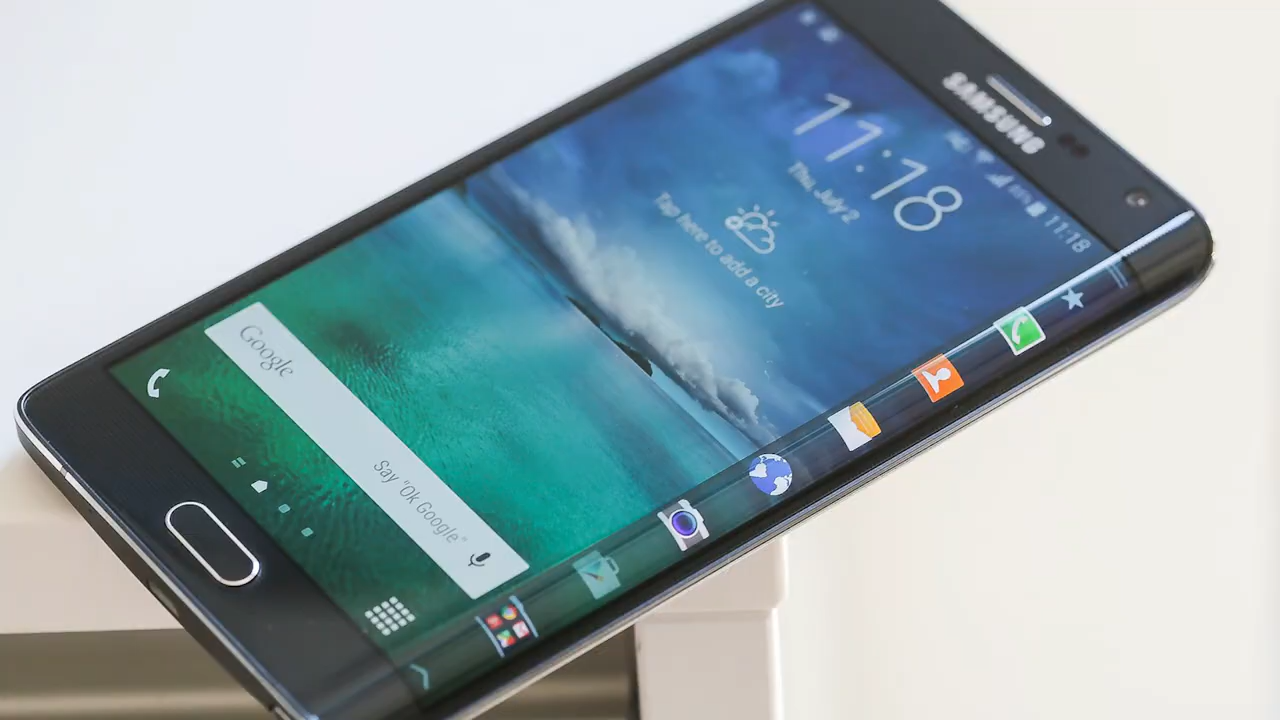 SAMSUNG
11:18
11:18
Thu, July 2
Tap here to add a city
Google
Say "Ok Google"